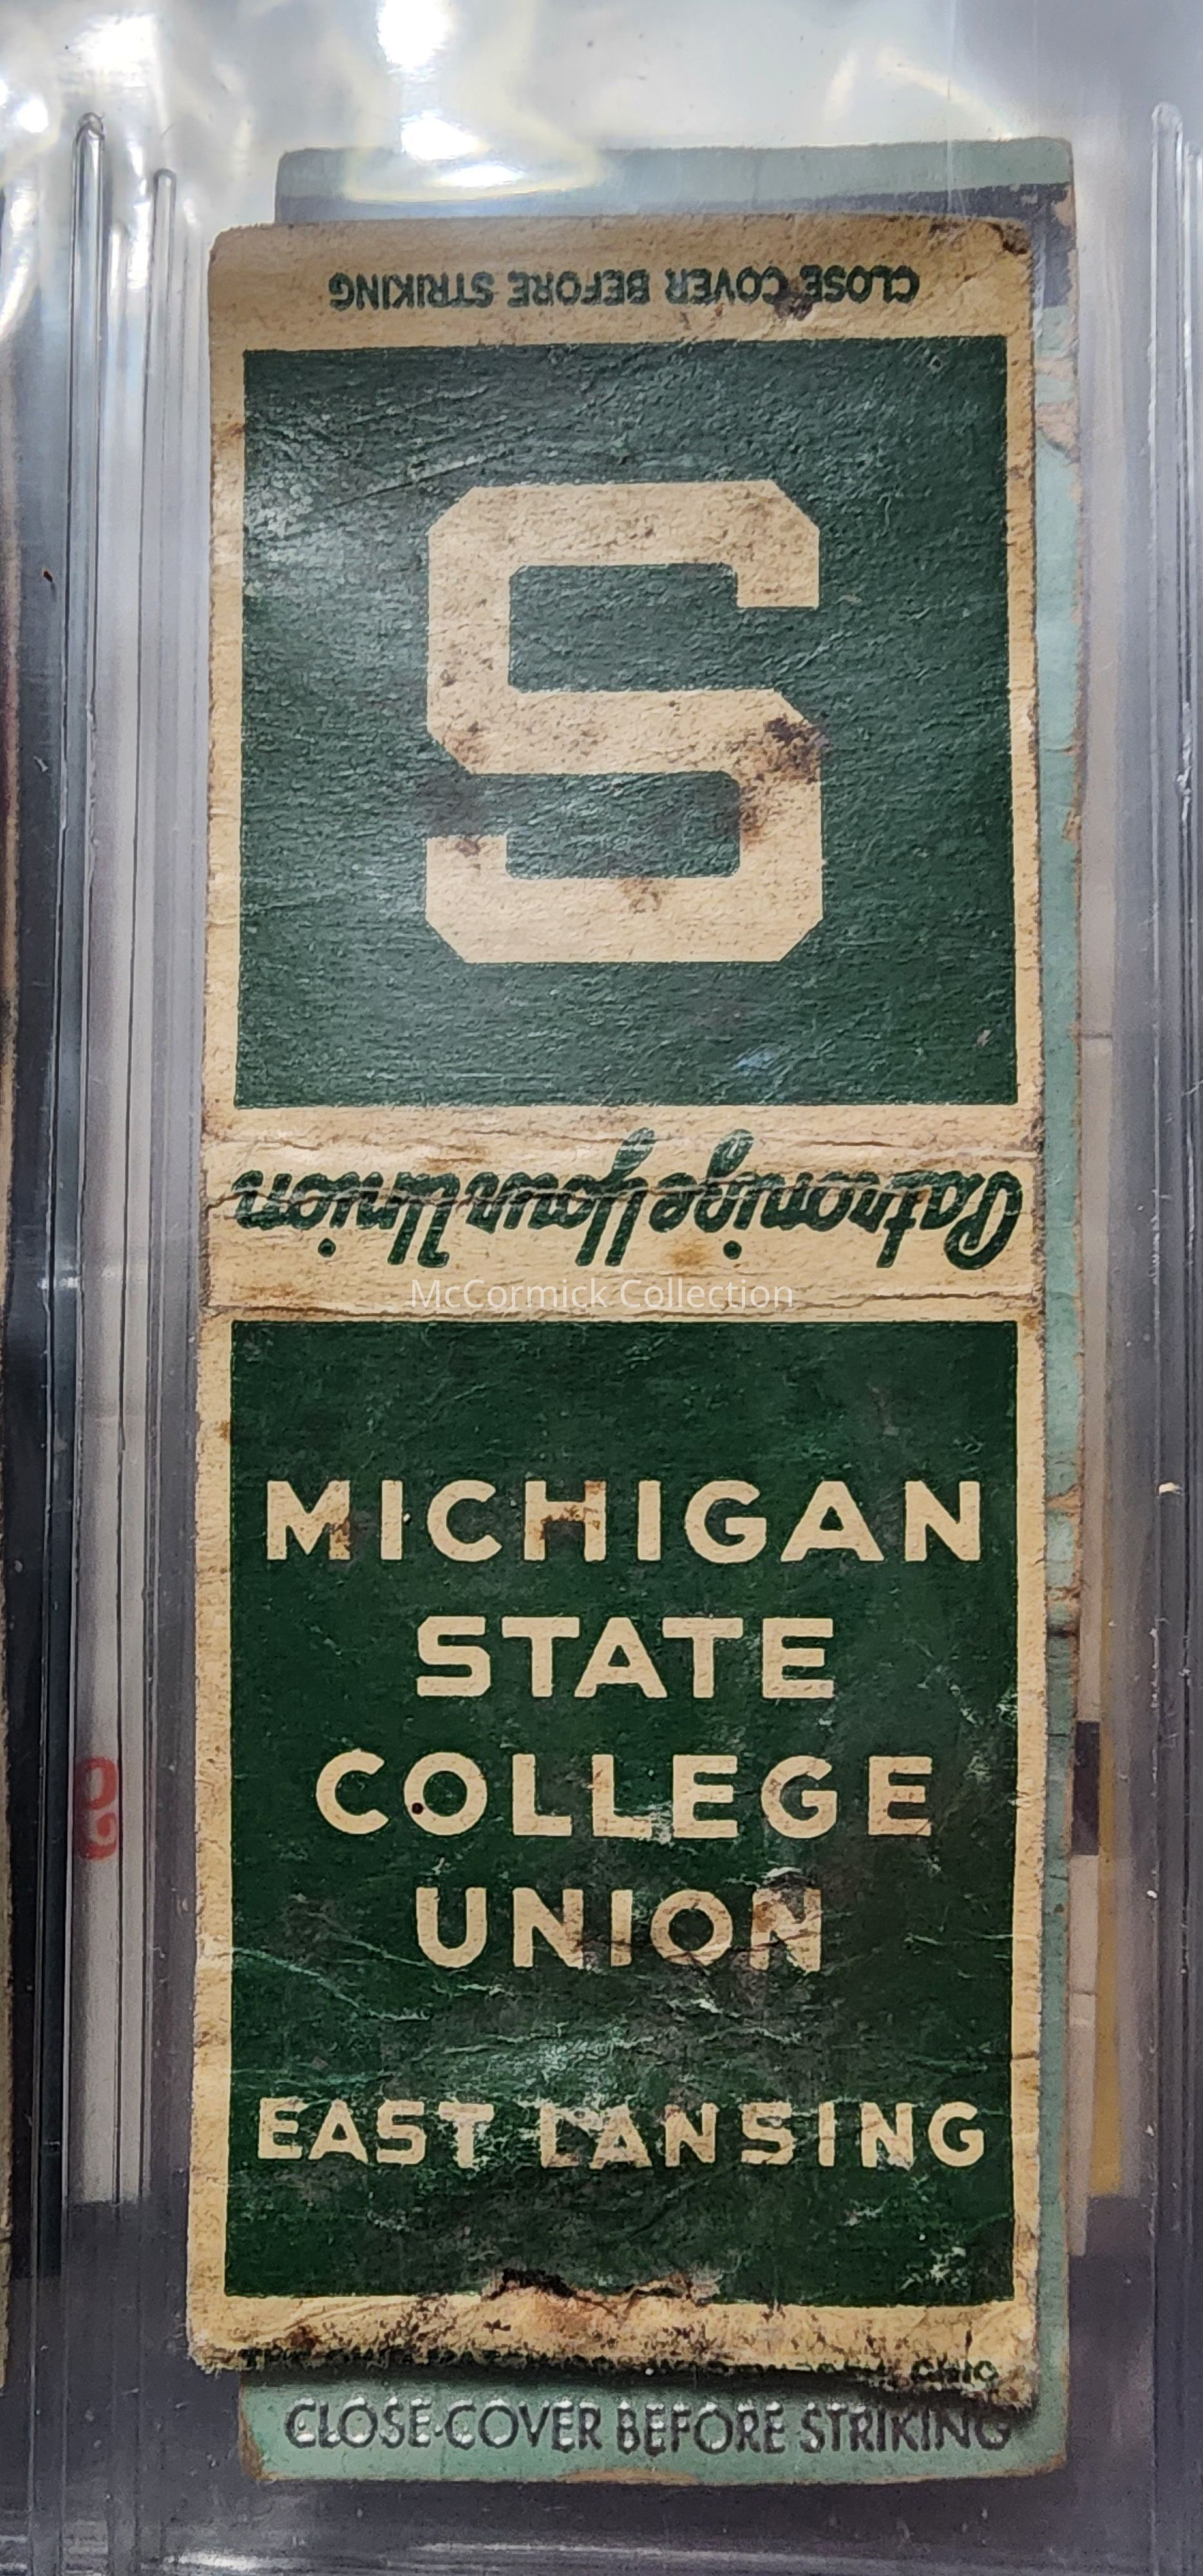 CLOSE COVER BEFORE STRIKING
S
Patronize Your Union
McCormick Collection
MICHIGAN
STATE
COLLEGE
UNION
EAST LANSING
OHIO
CLOSE COVER BEFORE STRIKING